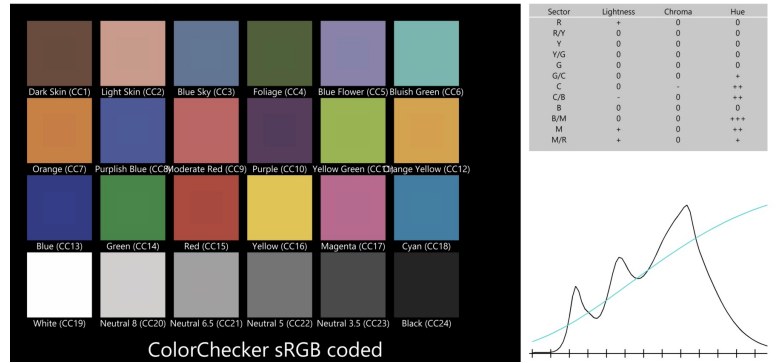 Dark Skin (CC1) Light Skin (CC2) Blue Sky (CC3) Foliage (CC4) Blue Flower (CC5) Bluish Green (CC6)
Orange (CC7) Purplish Blue (CC8) Moderate Red (CC9) Purple (CC10) Yellow Green (CC11) Orange Yellow (CC12)
Blue (CC13) Green (CC14) Red (CC15) Yellow (CC16) Magenta (CC17) Cyan (CC18)
White (CC19) Neutral 8 (CC20) Neutral 6.5 (CC21) Neutral 5 (CC22) Neutral 3.5 (CC23) Black (CC24)
ColorChecker sRGB coded
Sector Lightness Chroma Hue
R + 0 0
R/Y 0 0 0
Y 0 0 0
Y/G 0 0 0
G 0 0 0
G/C 0 0 +
C 0 - ++
C/B - 0 ++
B 0 0 0
B/M 0 0 +++
M + 0 ++
M/R + 0 +